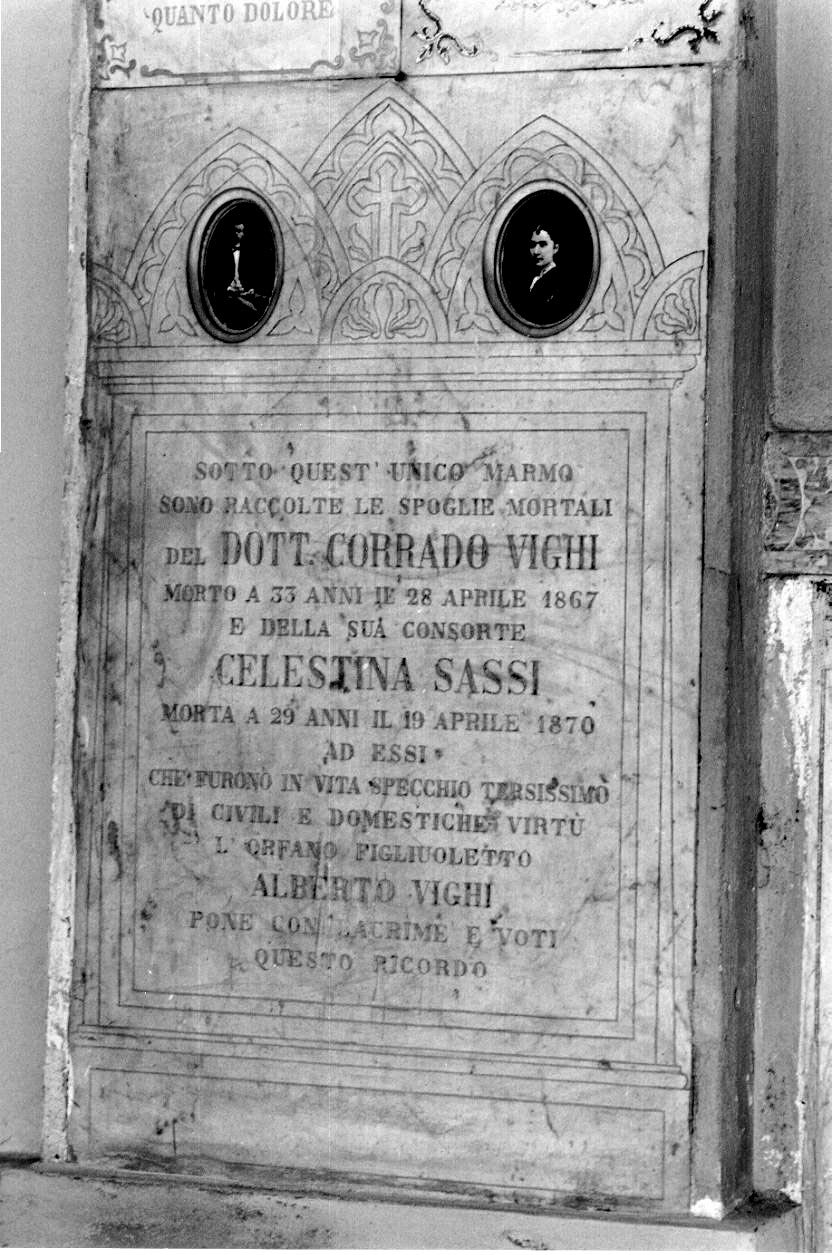 QUANTO DOLORE
SOTTO QUEST' UNICO MARMO
SONO RACCOLTE LE SPOGLIE MORTALI
DEL DOTT. CORRADO VIGHI
MORTO A 33 ANNI IL 28 APRILE 1867
E DELLA SUA CONSORTE
CELESTINA SASSI
MORTA A 29 ANNI IL 19 APRILE 1870
AD ESSI
CHE FURONO IN VITA SPECCHIO TERSISSIMO
DI CIVILI E DOMESTICHE VIRTÙ
L' ORFANO FIGLIUOLETTO
ALBERTO VIGHI
PONE CON LACRIME E VOTI
QUESTO RICORDO